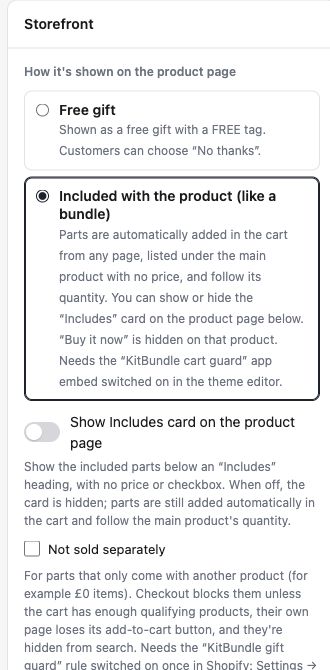 Storefront
How it's shown on the product page
Free gift
Shown as a free gift with a FREE tag.
Customers can choose “No thanks”.
Included with the product (like a
bundle)
Parts are automatically added in the cart
from any page, listed under the main
product with no price, and follow its
quantity. You can show or hide the
“Includes” card on the product page below.
“Buy it now” is hidden on that product.
Needs the “KitBundle cart guard” app
embed switched on in the theme editor.
Show Includes card on the product
page
Show the included parts below an “Includes”
heading, with no price or checkbox. When off, the
card is hidden; parts are still added automatically in
the cart and follow the main product's quantity.
Not sold separately
For parts that only come with another product (for
example £0 items). Checkout blocks them unless
the cart has enough qualifying products, their own
page loses its add-to-cart button, and they're
hidden from search. Needs the “KitBundle gift
guard” rule switched on once in Shopify: Settings →